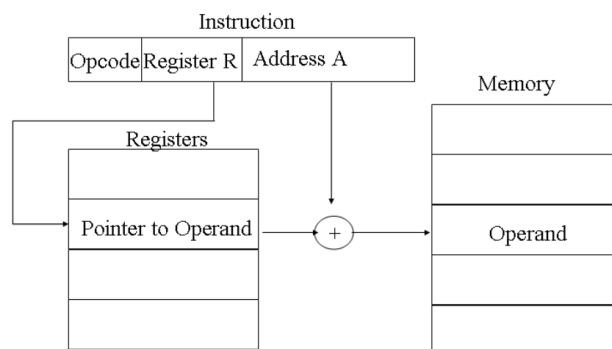 Instruction
Opcode Register R Address A
Memory
Registers
Pointer to Operand + Operand